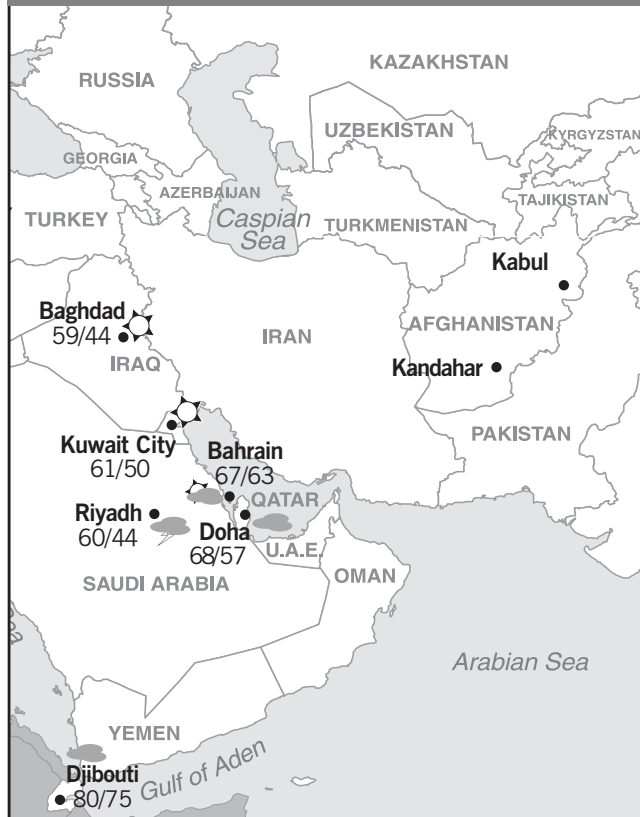 KAZAKHSTAN
RUSSIA
UZBEKISTAN
KYRGYZSTAN
GEORGIA
AZERBAIJAN
TAJIKISTAN
TURKEY
Caspian
Sea
TURKMENISTAN
Kabul
Baghdad
59/44
IRAQ
IRAN
AFGHANISTAN
Kandahar
PAKISTAN
Kuwait City
61/50
Bahrain
67/63
QATAR
Riyadh
60/44
Doha
68/57
U.A.E.
SAUDI ARABIA
OMAN
Arabian Sea
YEMEN
Gulf of Aden
Djibouti
80/75